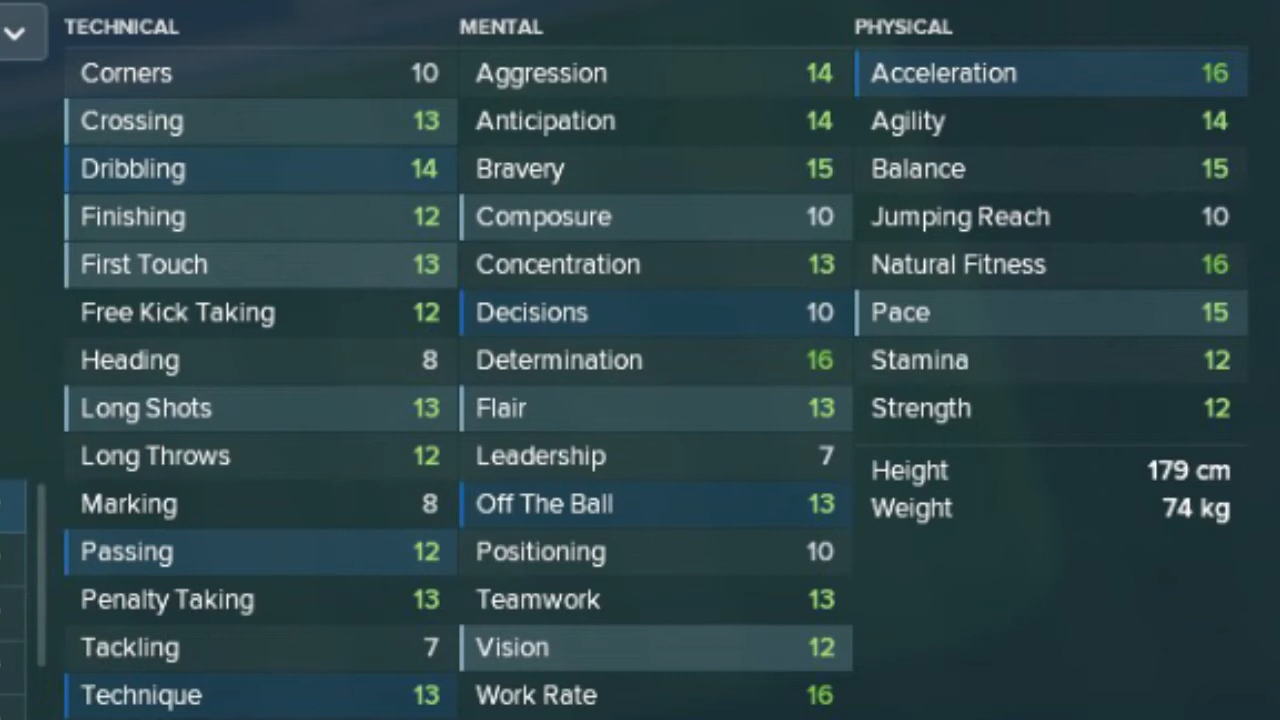 TECHNICAL
Corners 10
Crossing 13
Dribbling 14
Finishing 12
First Touch 13
Free Kick Taking 12
Heading 8
Long Shots 13
Long Throws 12
Marking 8
Passing 12
Penalty Taking 13
Tackling 7
Technique 13
MENTAL
Aggression 14
Anticipation 14
Bravery 15
Composure 10
Concentration 13
Decisions 10
Determination 16
Flair 13
Leadership 7
Off The Ball 13
Positioning 10
Teamwork 13
Vision 12
Work Rate 16
PHYSICAL
Acceleration 16
Agility 14
Balance 15
Jumping Reach 10
Natural Fitness 16
Pace 15
Stamina 12
Strength 12
Height 179 cm
Weight 74 kg